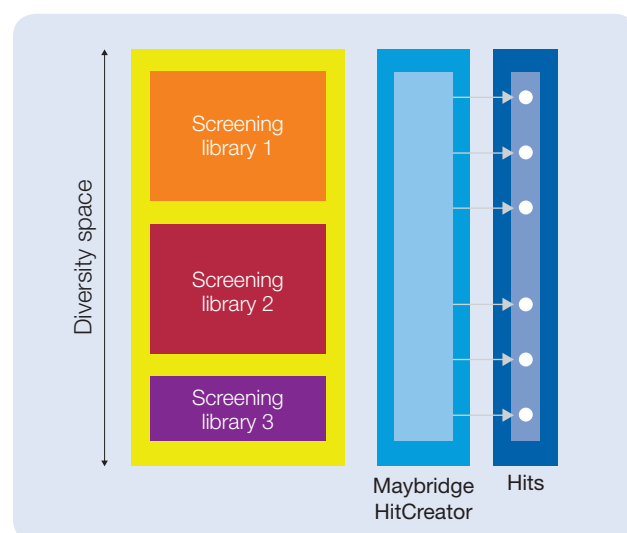 Diversity space
Screening
library 1
Screening
library 2
Screening
library 3
Maybridge
HitCreator
Hits